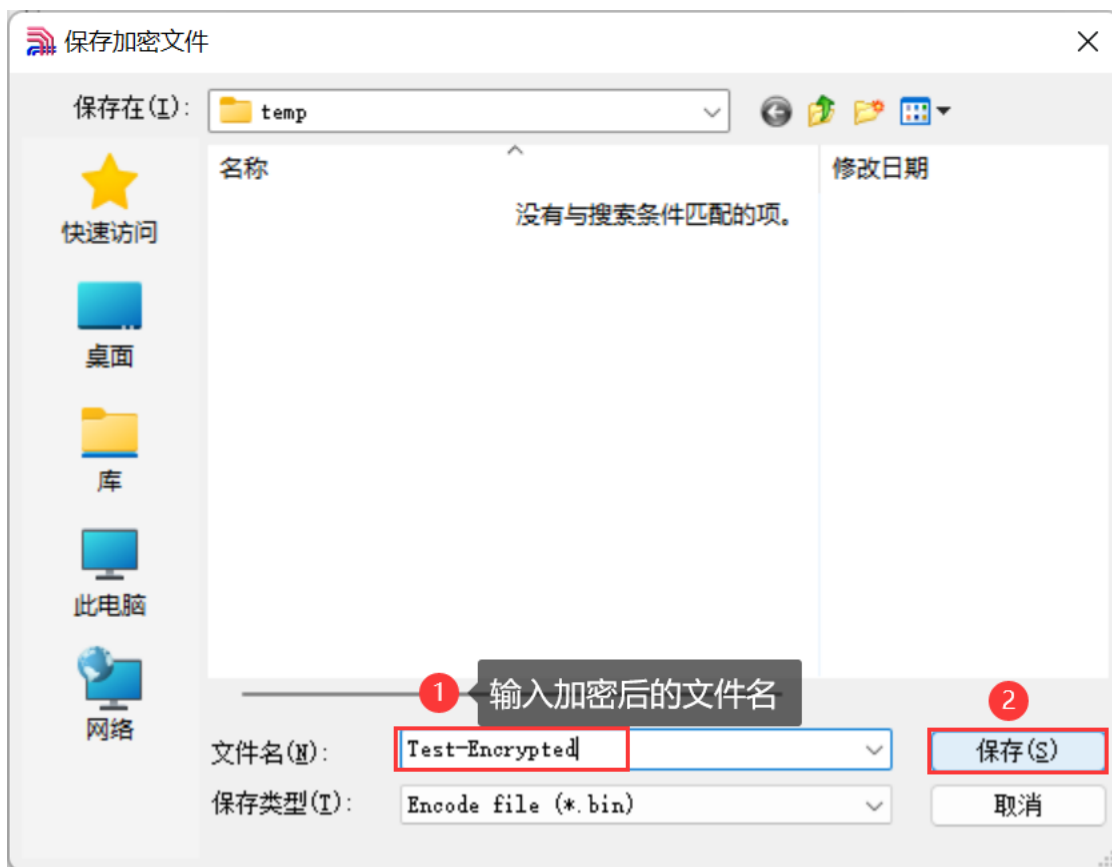 保存加密文件
保存在(I):
temp
名称
修改日期
没有与搜索条件匹配的项。
快速访问
桌面
库
此电脑
网络
1
输入加密后的文件名
2
文件名(N):
Test-Encrypted
保存(S)
保存类型(T):
Encode file (*.bin)
取消